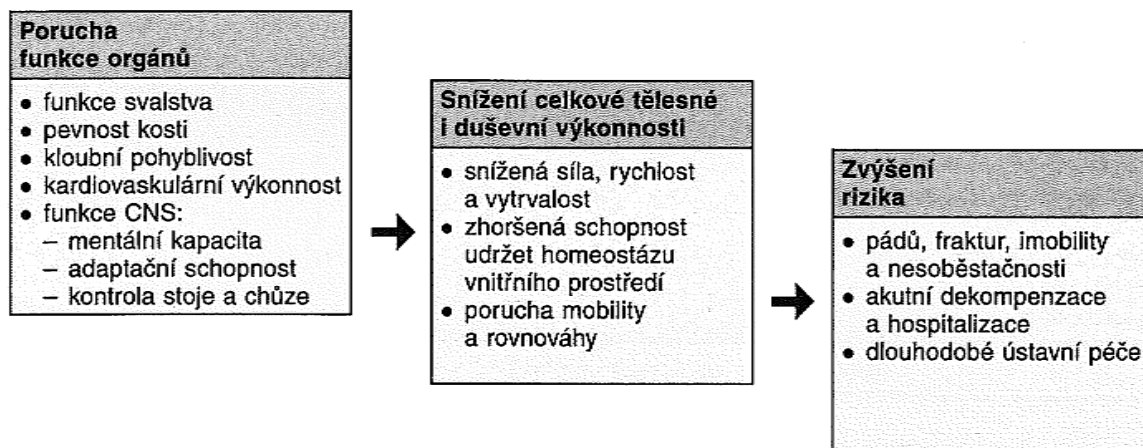 Porucha
funkce orgánů
• funkce svalstva
• pevnost kosti
• kloubní pohyblivost
• kardiovaskulární výkonnost
• funkce CNS:
– mentální kapacita
– adaptační schopnost
– kontrola stoje a chůze
Snížení celkové tělesné
i duševní výkonnosti
• snížená síla, rychlost
a vytrvalost
• zhoršená schopnost
udržet homeostázu
vnitřního prostředí
• porucha mobility
a rovnováhy
Zvýšení
rizika
• pádů, fraktur, imobility
a nesoběstačnosti
• akutní dekompenzace
a hospitalizace
• dlouhodobé ústavní péče